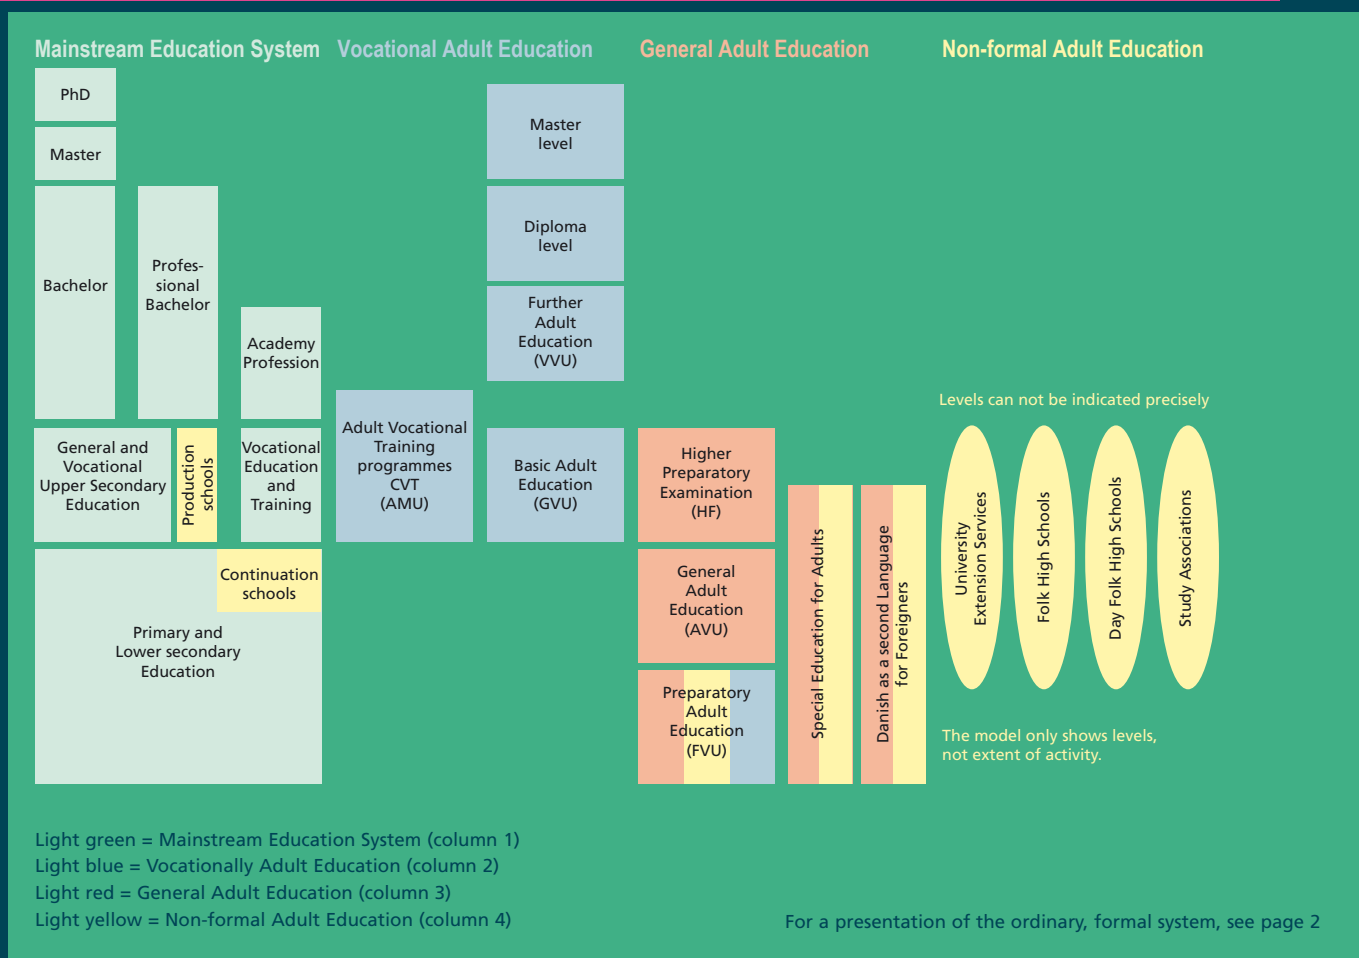 Mainstream Education System
Vocational Adult Education
General Adult Education
Non-formal Adult Education
PhD
Master
Bachelor
Profes-
sional
Bachelor
Academy
Profession
General and
Vocational
Upper Secondary
Education
Production
schools
Vocational
Education
and
Training
Continuation
schools
Primary and
Lower secondary
Education
Master
level
Diploma
level
Further
Adult
Education
(VVU)
Adult Vocational
Training
programmes
CVT
(AMU)
Basic Adult
Education
(GVU)
Higher
Preparatory
Examination
(HF)
General
Adult
Education
(AVU)
Preparatory
Adult
Education
(FVU)
Special Education for Adults
Danish as a second Language
for Foreigners
Levels can not be indicated precisely
University
Extension Services
Folk High Schools
Day Folk High Schools
Study Associations
The model only shows levels,
not extent of activity.
Light green = Mainstream Education System (column 1)
Light blue = Vocationally Adult Education (column 2)
Light red = General Adult Education (column 3)
Light yellow = Non-formal Adult Education (column 4)
For a presentation of the ordinary, formal system, see page 2